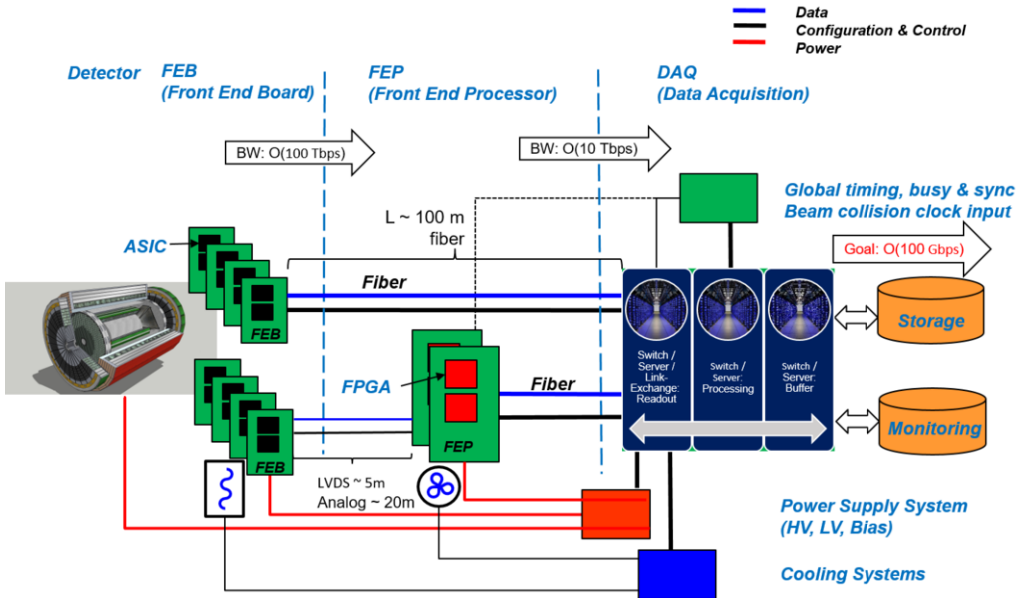 Data
Configuration & Control
Power
Detector
FEB
(Front End Board)
FEP
(Front End Processor)
DAQ
(Data Acquisition)
BW: O(100 Tbps)
BW: O(10 Tbps)
Global timing, busy & sync
Beam collision clock input
L ~ 100 m
fiber
Goal: O(100 Gbps)
ASIC
Fiber
FEB
Storage
Switch /
Server /
Link-
Exchange:
Readout
Switch /
Server:
Processing
Switch /
Server:
Buffer
FPGA
Fiber
Monitoring
FEP
FEB
LVDS ~ 5m
Analog ~ 20m
Power Supply System
(HV, LV, Bias)
Cooling Systems